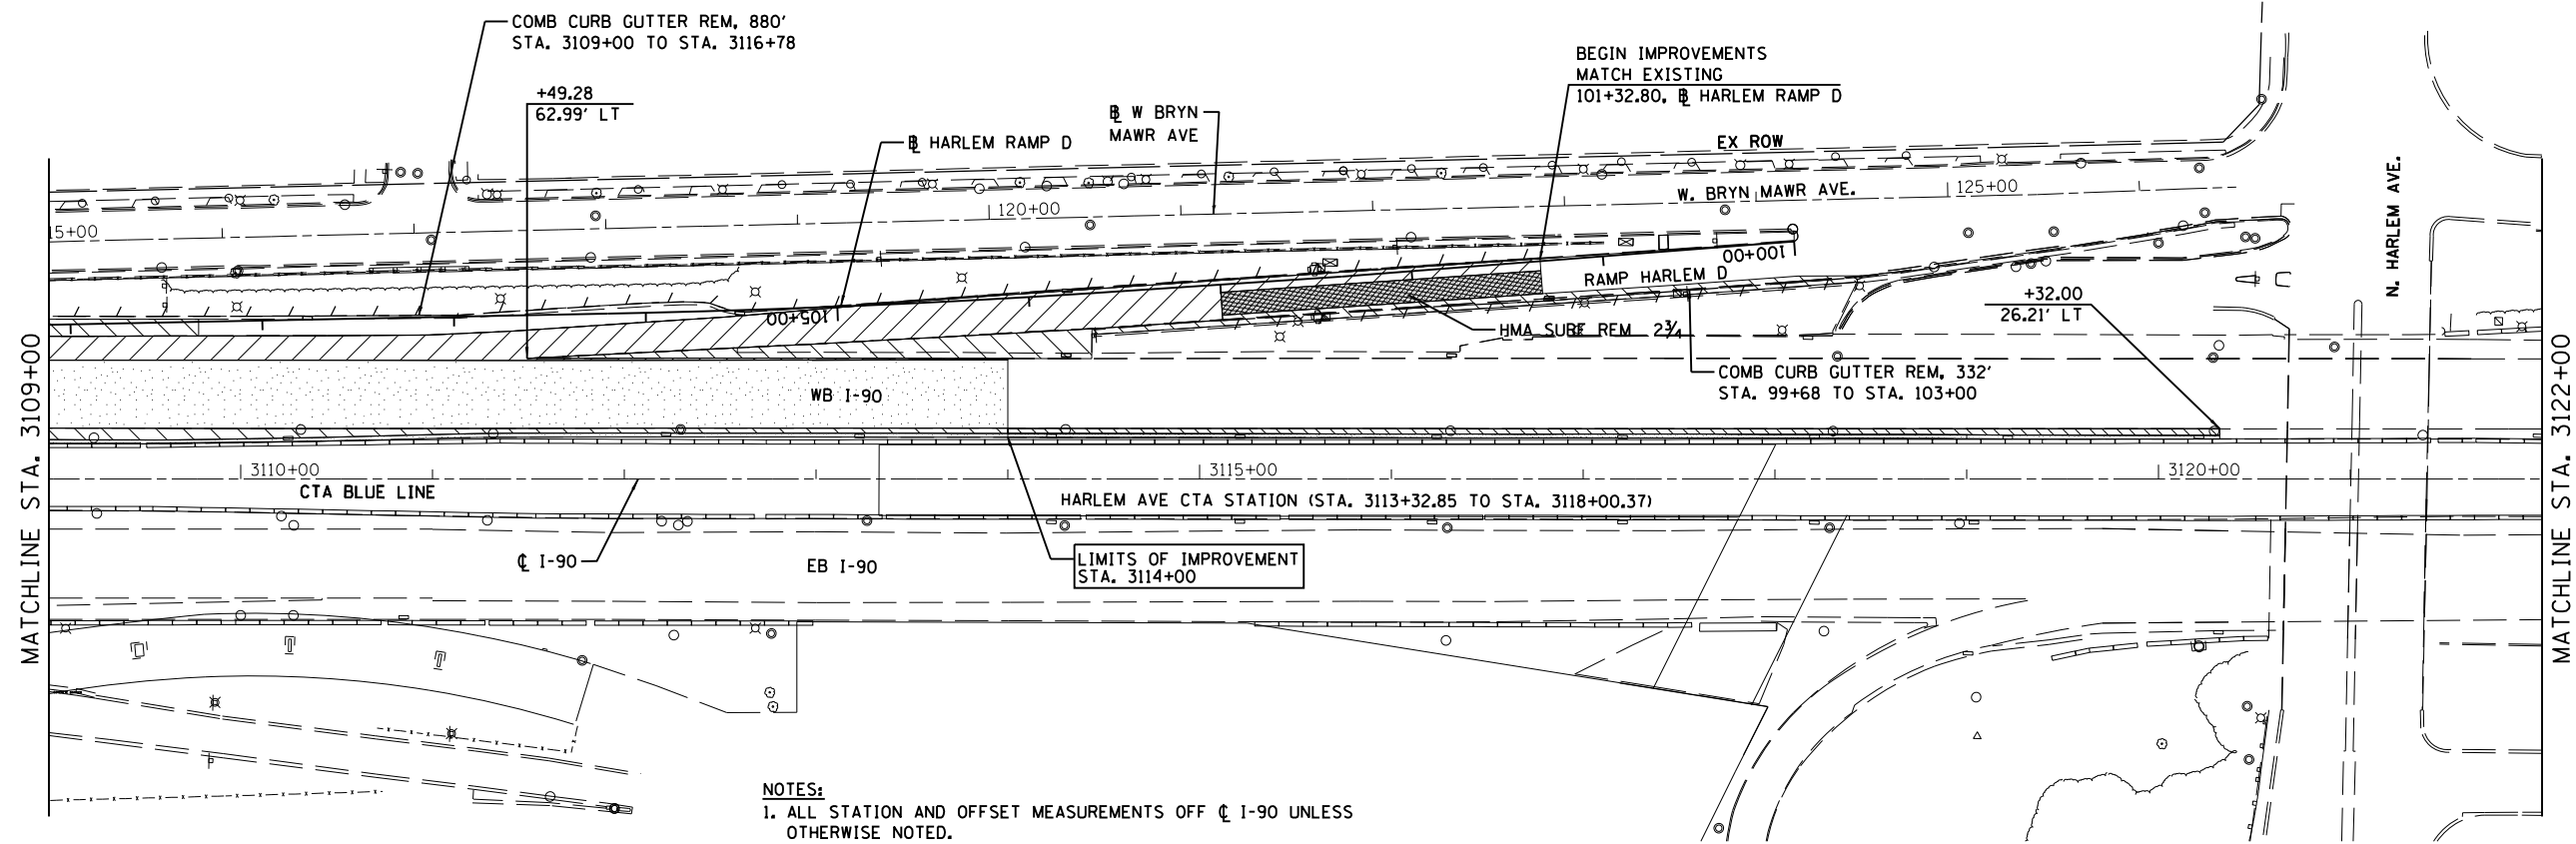 COMB CURB GUTTER REM, 880'
STA. 3109+00 TO STA. 3116+78
BEGIN IMPROVEMENTS
MATCH EXISTING
101+32.80, ℄ HARLEM RAMP D
+49.28
62.99' LT
℄ W BRYN
MAWR AVE
℄ HARLEM RAMP D
EX ROW
W. BRYN MAWR AVE.
125+00
120+00
15+00
N. HARLEM AVE.
100+00
RAMP HARLEM D
105+00
+32.00
26.21' LT
HMA SURF REM 2¾
COMB CURB GUTTER REM, 332'
STA. 99+68 TO STA. 103+00
WB I-90
MATCHLINE STA. 3109+00
MATCHLINE STA. 3122+00
3110+00
3115+00
3120+00
CTA BLUE LINE
HARLEM AVE CTA STATION (STA. 3113+32.85 TO STA. 3118+00.37)
℄ I-90
EB I-90
LIMITS OF IMPROVEMENT
STA. 3114+00
NOTES:
1. ALL STATION AND OFFSET MEASUREMENTS OFF ℄ I-90 UNLESS
OTHERWISE NOTED.